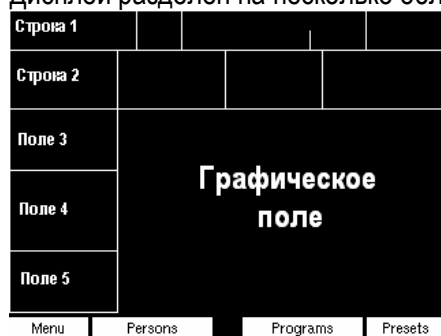 Дисплей разделен на несколько обл
Строка 1
Строка 2
Поле 3
Графическое
поле
Поле 4
Поле 5
Menu Persons Programs Presets